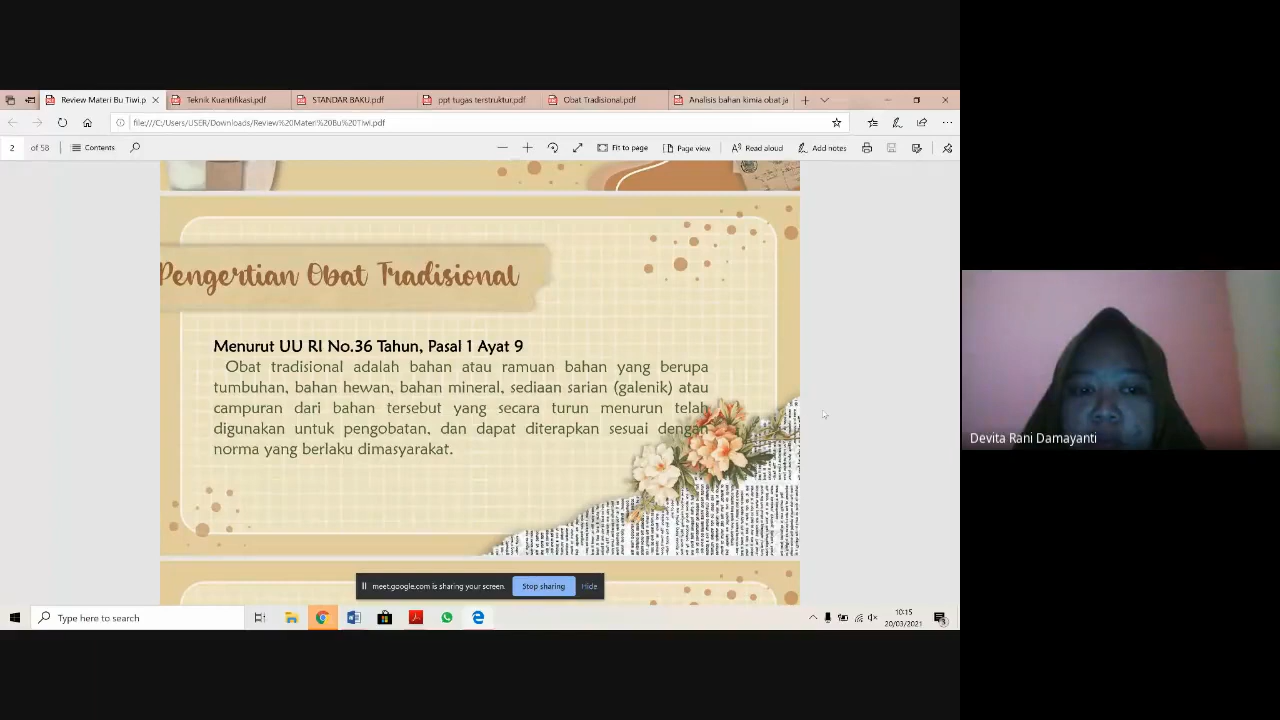 Review Materi Bu Tiwi.p
Teknik Kuantifikasi.pdf
STANDAR BAKU.pdf
ppt tugas terstruktur.pdf
Obat Tradisional.pdf
Analisis bahan kimia obat ja
file:///C:/Users/USER/Downloads/Review%20Materi%20Bu%20Tiwi.pdf
2 of 58
Contents
Fit to page
Page view
Read aloud
Add notes
Pengertian Obat Tradisional
Menurut UU RI No.36 Tahun, Pasal 1 Ayat 9
Obat tradisional adalah bahan atau ramuan bahan yang berupa
tumbuhan, bahan hewan, bahan mineral, sediaan sarian (galenik) atau
campuran dari bahan tersebut yang secara turun menurun telah
digunakan untuk pengobatan, dan dapat diterapkan sesuai dengan
norma yang berlaku dimasyarakat.
Devita Rani Damayanti
meet.google.com is sharing your screen.
Stop sharing
Hide
Type here to search
10:15
20/03/2021